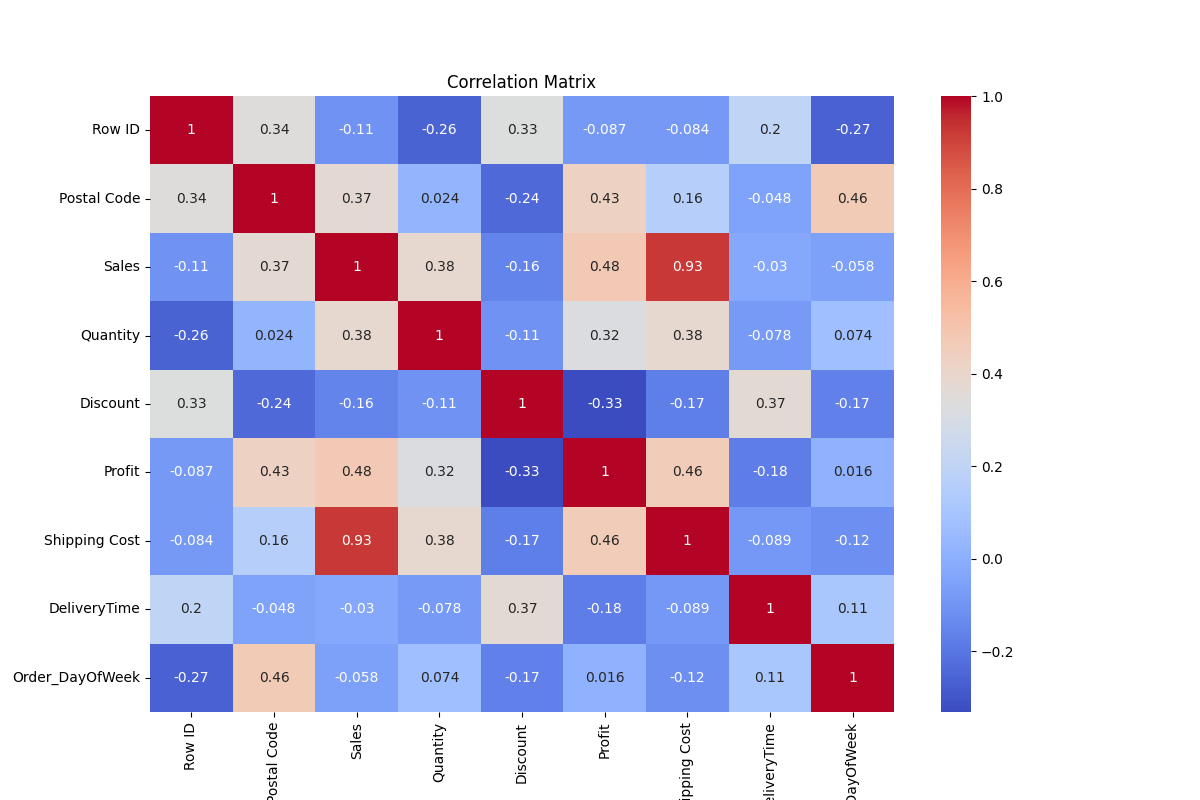 Correlation Matrix
Row ID 1 0.34 -0.11 -0.26 0.33 -0.087 -0.084 0.2 -0.27
Postal Code 0.34 1 0.37 0.024 -0.24 0.43 0.16 -0.048 0.46
Sales -0.11 0.37 1 0.38 -0.16 0.48 0.93 -0.03 -0.058
Quantity -0.26 0.024 0.38 1 -0.11 0.32 0.38 -0.078 0.074
Discount 0.33 -0.24 -0.16 -0.11 1 -0.33 -0.17 0.37 -0.17
Profit -0.087 0.43 0.48 0.32 -0.33 1 0.46 -0.18 0.016
Shipping Cost -0.084 0.16 0.93 0.38 -0.17 0.46 1 -0.089 -0.12
DeliveryTime 0.2 -0.048 -0.03 -0.078 0.37 -0.18 -0.089 1 0.11
Order_DayOfWeek -0.27 0.46 -0.058 0.074 -0.17 0.016 -0.12 0.11 1
Row ID
Postal Code
Sales
Quantity
Discount
Profit
ipping Cost
eliveryTime
DayOfWeek
1.0
0.8
0.6
0.4
0.2
0.0
−0.2